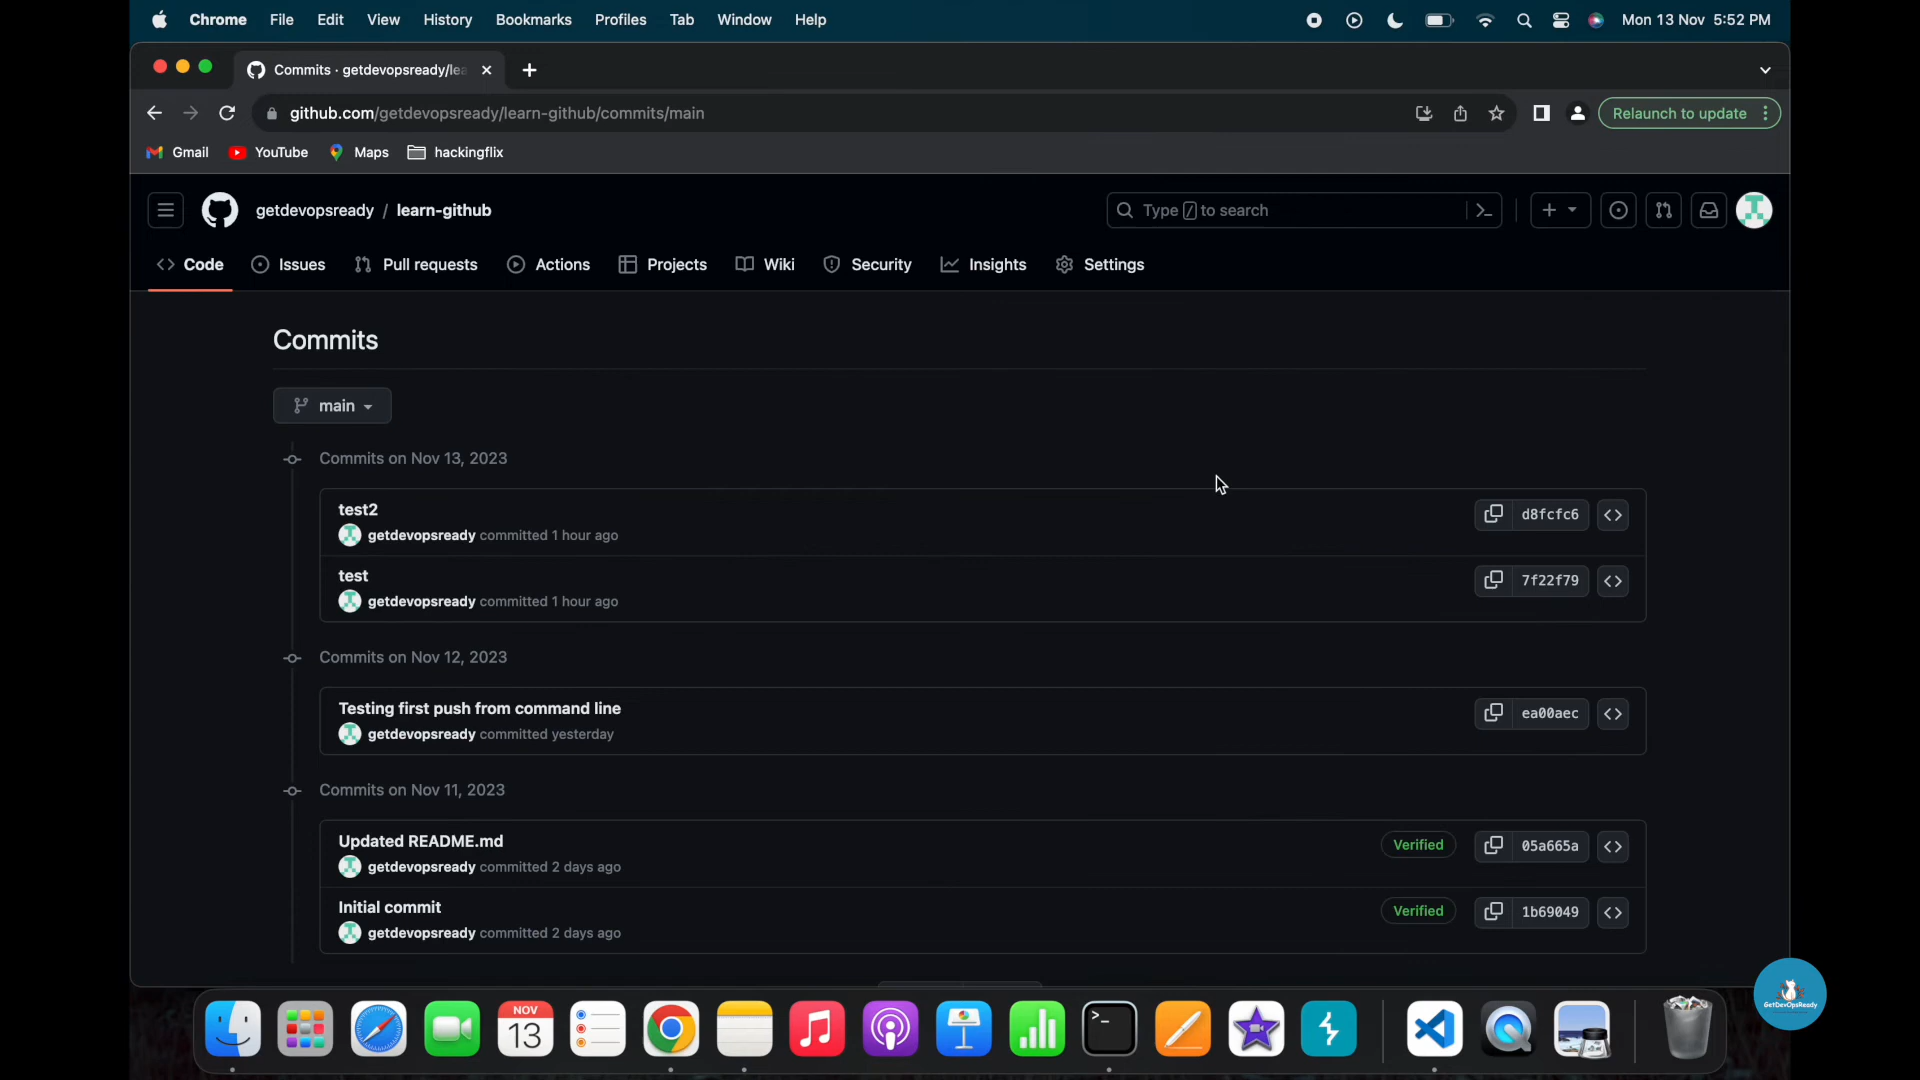 Chrome File Edit View History Bookmarks Profiles Tab Window Help Mon 13 Nov 5:52 PM
Commits · getdevopsready/lea
github.com/getdevopsready/learn-github/commits/main Relaunch to update
Gmail YouTube Maps hackingflix
getdevopsready / learn-github Type / to search
Code Issues Pull requests Actions Projects Wiki Security Insights Settings
Commits
main
Commits on Nov 13, 2023
test2 d8fcfc6
getdevopsready committed 1 hour ago
test 7f22f79
getdevopsready committed 1 hour ago
Commits on Nov 12, 2023
Testing first push from command line ea00aec
getdevopsready committed yesterday
Commits on Nov 11, 2023
Updated README.md Verified 05a665a
getdevopsready committed 2 days ago
Initial commit Verified 1b69049
getdevopsready committed 2 days ago
GetDevOpsReady
NOV
13